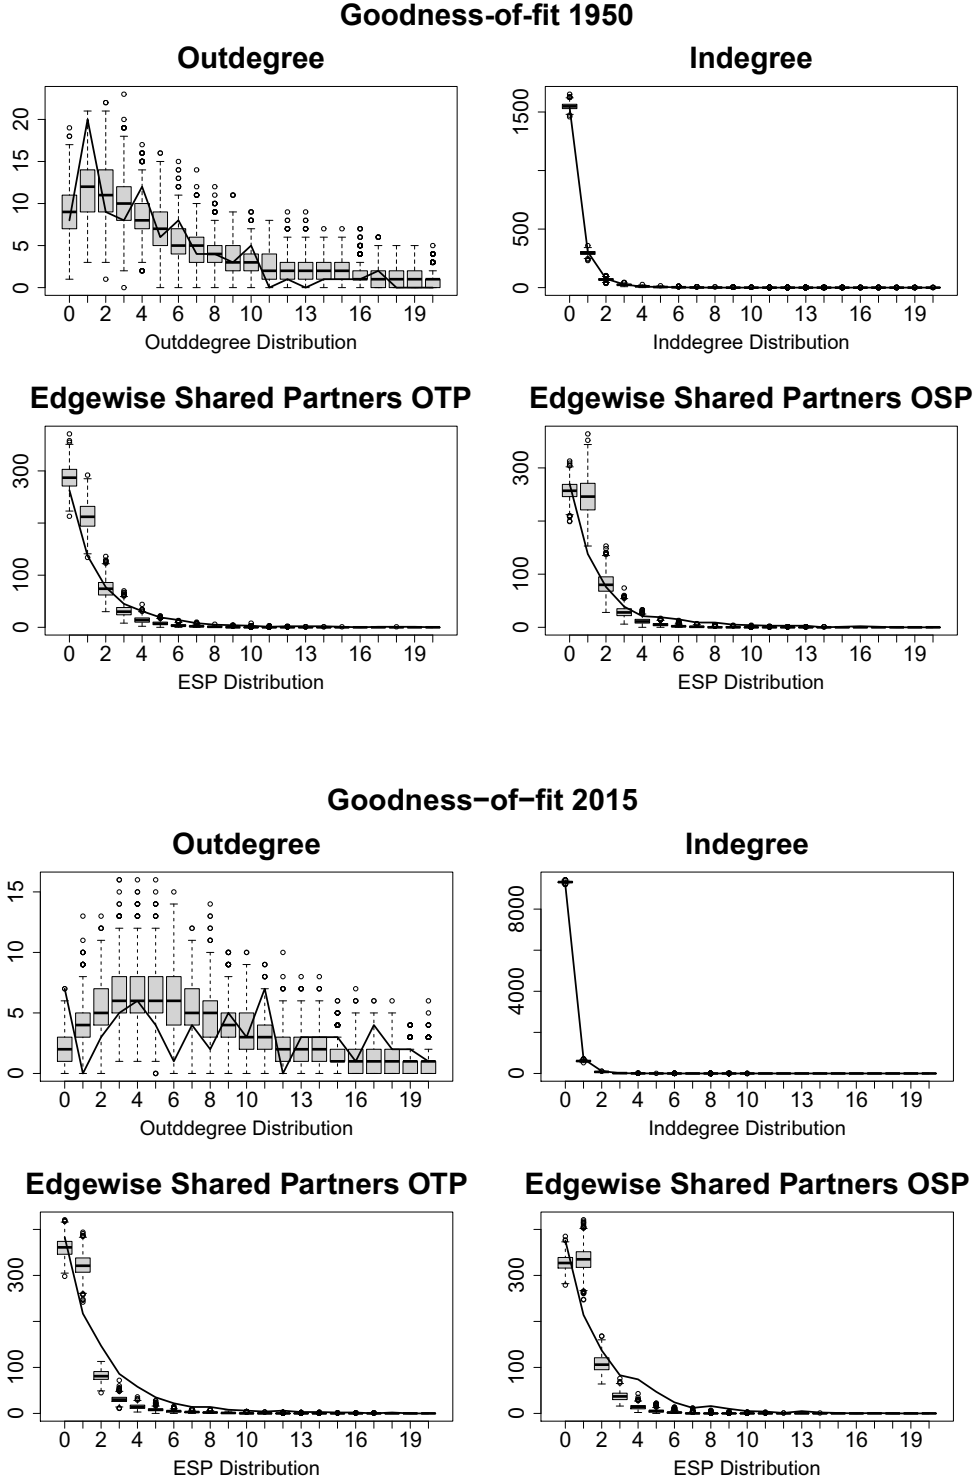 Goodness-of-fit 1950
Outdegree
Indegree
0 5 10 15 20
0 2 4 6 8 10 13 16 19
Outddegree Distribution
0 500 1500
0 2 4 6 8 10 13 16 19
Inddegree Distribution
Edgewise Shared Partners OTP
Edgewise Shared Partners OSP
0 100 300
0 2 4 6 8 10 13 16 19
ESP Distribution
0 100 300
0 2 4 6 8 10 13 16 19
ESP Distribution
Goodness−of−fit 2015
Outdegree
Indegree
0 5 10 15
0 2 4 6 8 10 13 16 19
Outddegree Distribution
0 4000 8000
0 2 4 6 8 10 13 16 19
Inddegree Distribution
Edgewise Shared Partners OTP
Edgewise Shared Partners OSP
0 100 300
0 2 4 6 8 10 13 16 19
ESP Distribution
0 100 300
0 2 4 6 8 10 13 16 19
ESP Distribution